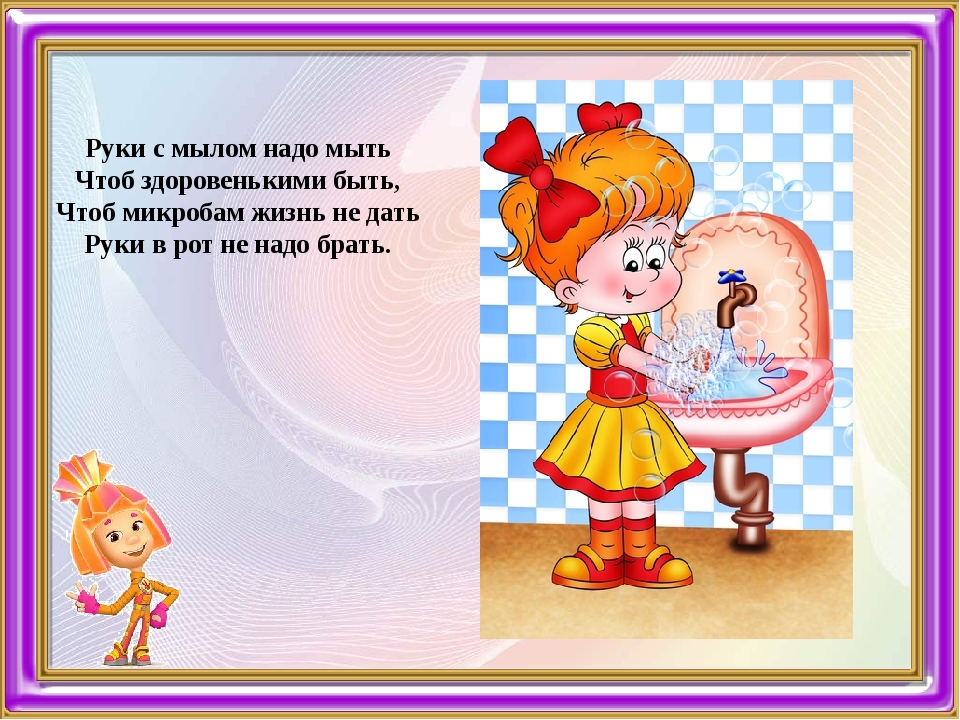 Руки с мылом надо мыть
Чтоб здоровенькими быть,
Чтоб микробам жизнь не дать
Руки в рот не надо брать.